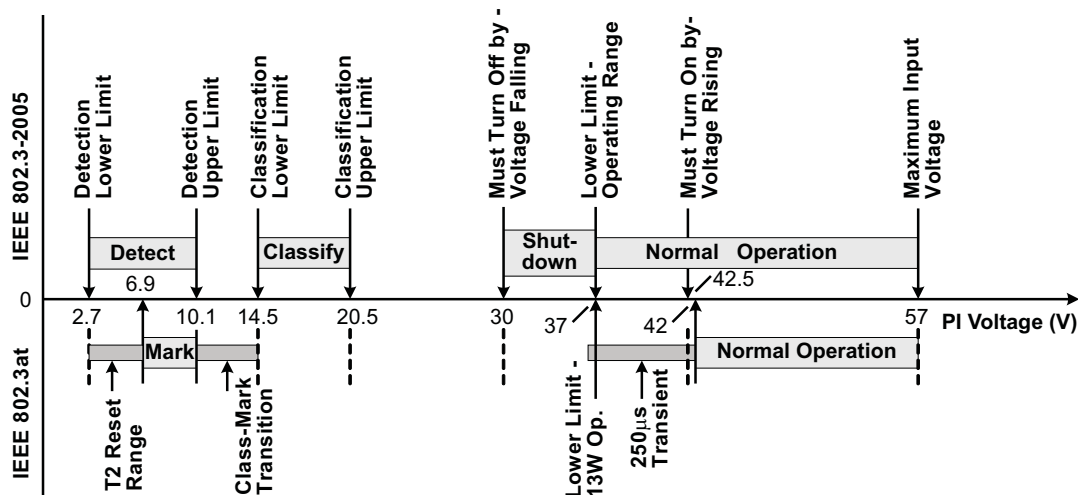 IEEE 802.3-2005
Detection
Lower Limit
Detection
Upper Limit
Classification
Lower Limit
Classification
Upper Limit
Must Turn Off by -
Voltage Falling
Lower Limit -
Operating Range
Must Turn On by-
Voltage Rising
Maximum Input
Voltage
Detect
Classify
Shut-
down
Normal Operation
6.9
42.5
0
2.7
10.1
14.5
20.5
30
37
42
57
PI Voltage (V)
IEEE 802.3at
Mark
Normal Operation
T2 Reset
Range
Class-Mark
Transition
Lower Limit -
13W Op.
250μs
Transient